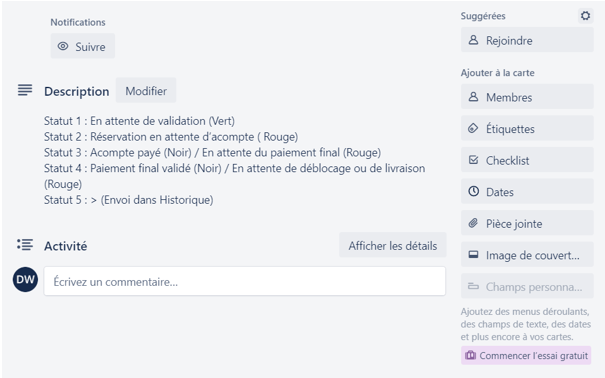 Notifications
Suivre
Description
Modifier
Statut 1 : En attente de validation (Vert)
Statut 2 : Réservation en attente d'acompte ( Rouge)
Statut 3 : Acompte payé (Noir) / En attente du paiement final (Rouge)
Statut 4 : Paiement final validé (Noir) / En attente de déblocage ou de livraison
(Rouge)
Statut 5 : > (Envoi dans Historique)
Activité
Afficher les détails
DW
Écrivez un commentaire...
Suggérées
Rejoindre
Ajouter à la carte
Membres
Étiquettes
Checklist
Dates
Pièce jointe
Image de couvert...
Champs personna...
Ajoutez des menus déroulants,
des champs de texte, des dates
et plus encore à vos cartes.
Commencer l'essai gratuit